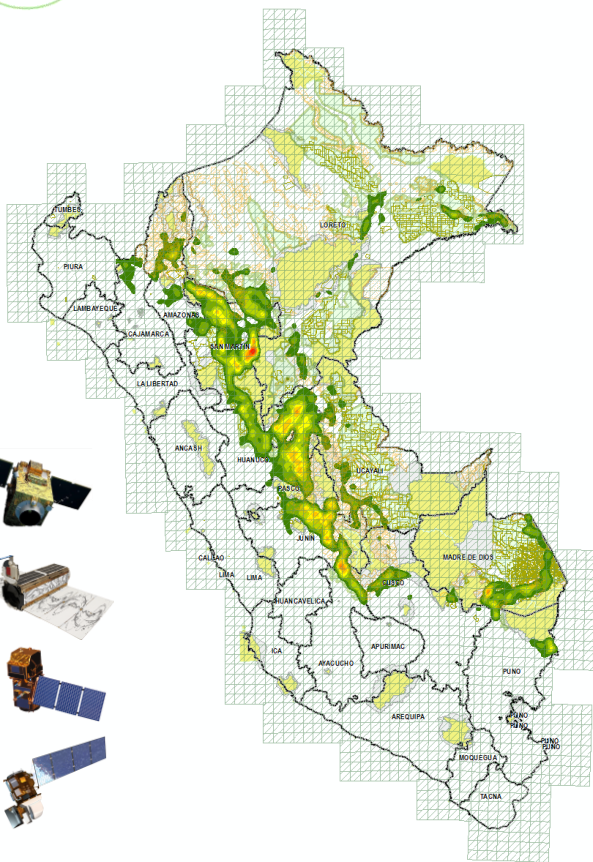 TUMBES
PIURA
LORETO
LAMBAYEQUE
AMAZONAS
CAJAMARCA
SAN MARTIN
LA LIBERTAD
ANCASH
HUANUCO
UCAYALI
PASCO
JUNIN
CALLAO
LIMA
LIMA
MADRE DE DIOS
CUSCO
HUANCAVELICA
ICA
APURIMAC
AYACUCHO
PUNO
AREQUIPA
PUNO
PUNO
PUNO
PUNO
MOQUEGUA
TACNA